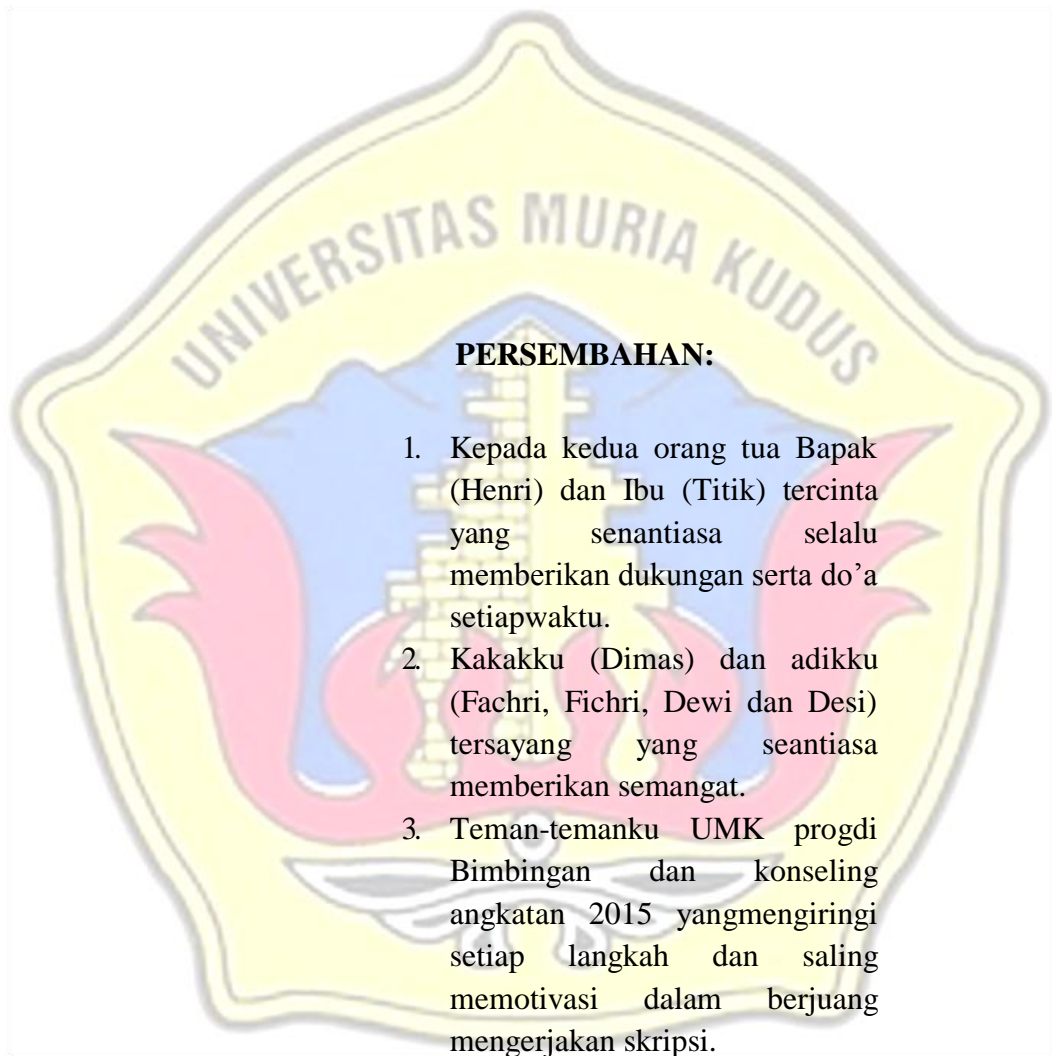 UNIVERSITAS MURIA KUDUS
PERSEMBAHAN:
1. Kepada kedua orang tua Bapak
(Henri) dan Ibu (Titik) tercinta
yang senantiasa selalu
memberikan dukungan serta do’a
setiapwaktu.
2. Kakakku (Dimas) dan adikku
(Fachri, Fichri, Dewi dan Desi)
tersayang yang seantiasa
memberikan semangat.
3. Teman-temanku UMK progdi
Bimbingan dan konseling
angkatan 2015 yangmengiringi
setiap langkah dan saling
memotivasi dalam berjuang
mengerjakan skripsi.